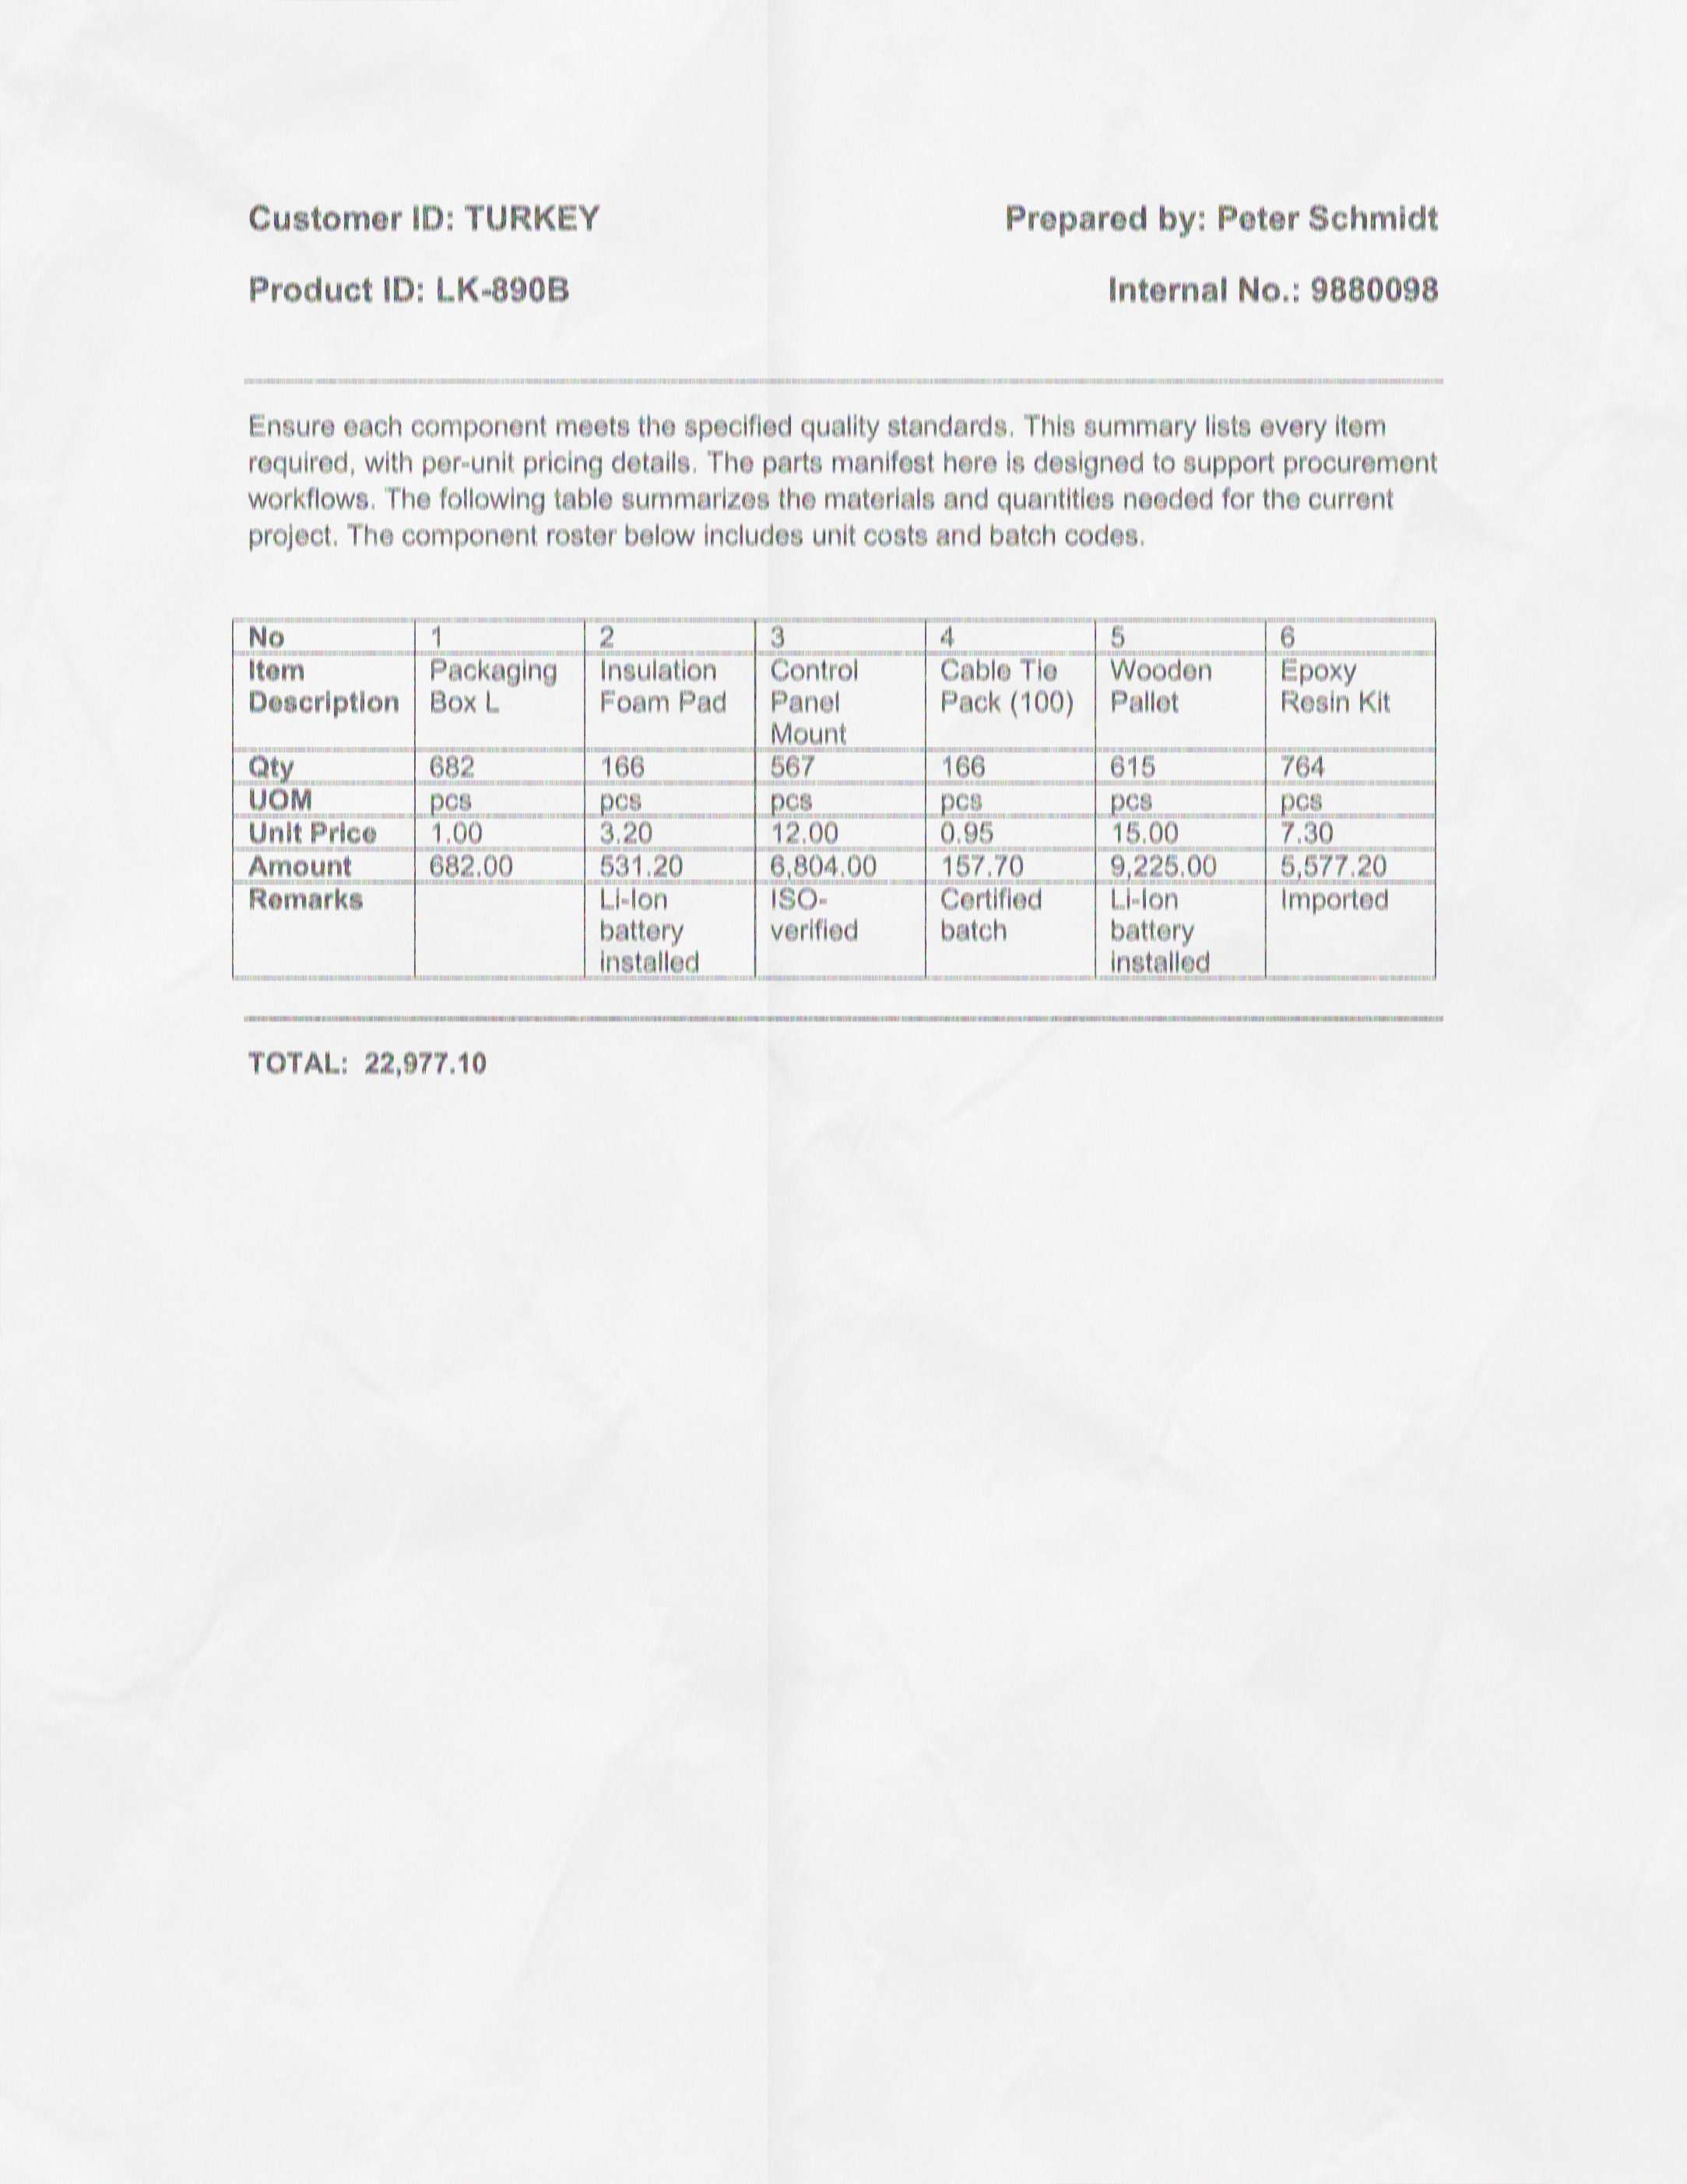 Customer ID: TURKEY Prepared by: Peter Schmidt
Product ID: LK-890B Internal No.: 9880098
Ensure each component meets the specified quality standards. This summary lists every item
required, with per-unit pricing details. The parts manifest here is designed to support procurement
workflows. The following table summarizes the materials and quantities needed for the current
project. The component roster below includes unit costs and batch codes.
No 1 2 3 4 5 6
Item Packaging Insulation Control Cable Tie Wooden Epoxy
Description Box L Foam Pad Panel Pack (100) Pallet Resin Kit
Mount
Qty 682 166 567 166 615 764
UOM pcs pcs pcs pcs pcs pcs
Unit Price 1.00 3.20 12.00 0.95 15.00 7.30
Amount 682.00 531.20 6,804.00 157.70 9,225.00 5,577.20
Remarks Li-Ion ISO- Certified Li-Ion Imported
battery verified batch battery
installed installed
TOTAL: 22,977.10